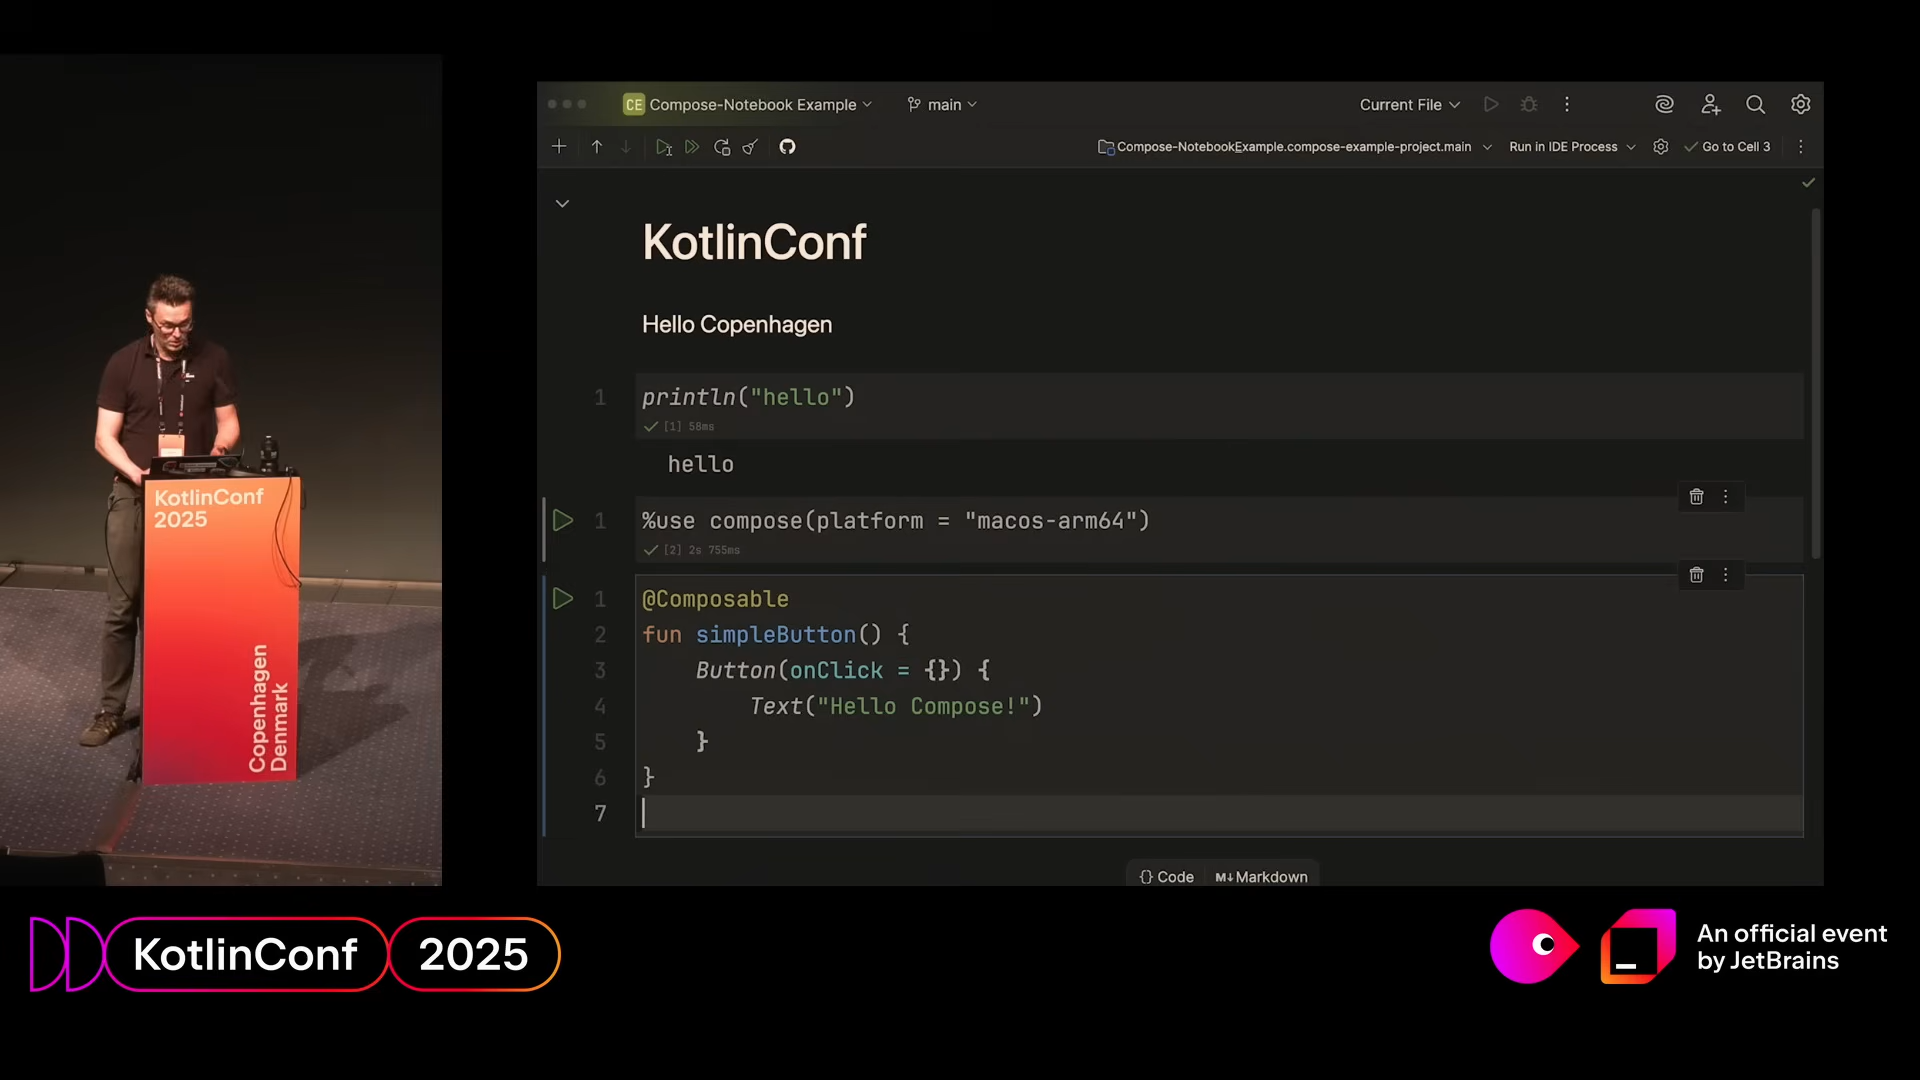 CE Compose-Notebook Example main Current File
Compose-NotebookExample.compose-example-project.main Run in IDE Process Go to Cell 3
KotlinConf
Hello Copenhagen
1 println("hello")
[1] 58ms
hello
1 %use compose(platform = "macos-arm64")
[2] 2s 755ms
1 @Composable
2 fun simpleButton() {
3 Button(onClick = {}) {
4 Text("Hello Compose!")
5 }
6 }
7
{} Code M↓ Markdown
KotlinConf
2025
Copenhagen
Denmark
KotlinConf 2025
An official event
by JetBrains